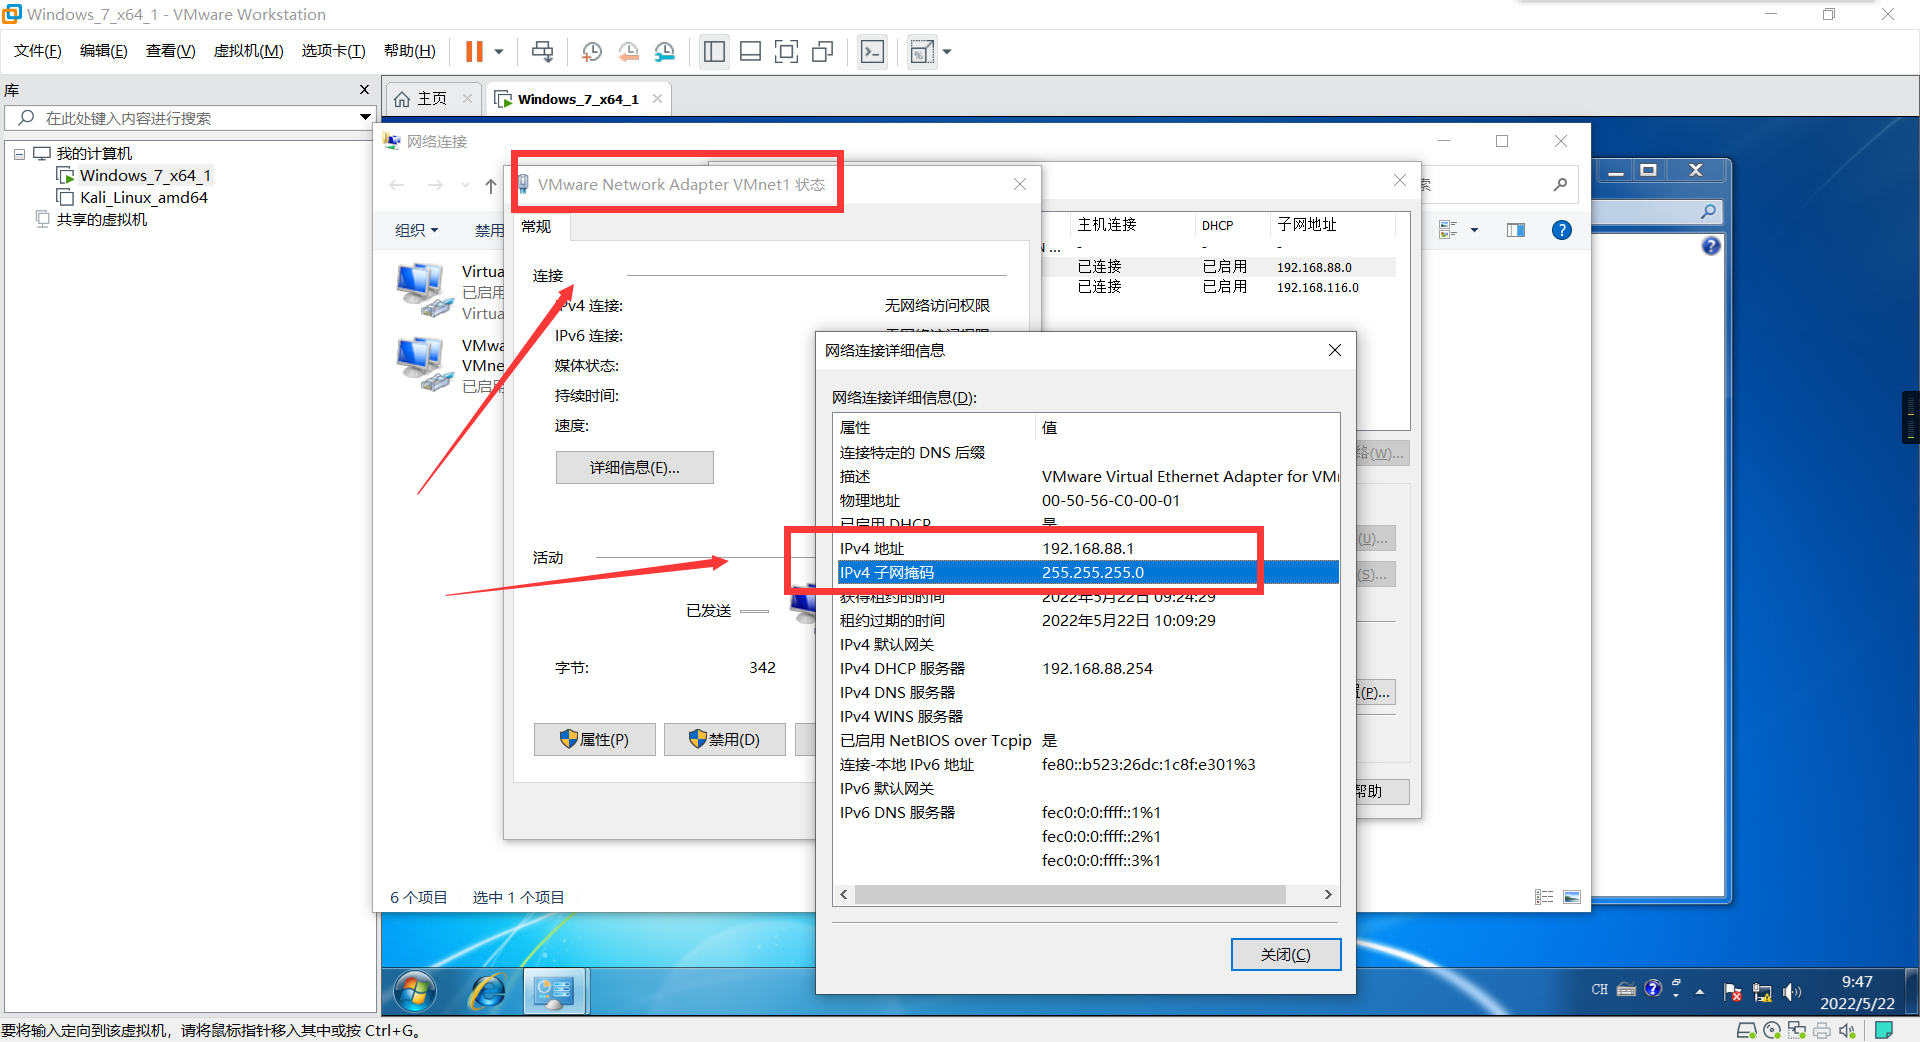 Windows_7_x64_1 - VMware Workstation
文件(F) 编辑(E) 查看(V) 虚拟机(M) 选项卡(T) 帮助(H)
库
在此处键入内容进行搜索
我的计算机
Windows_7_x64_1
Kali_Linux_amd64
共享的虚拟机
主页
Windows_7_x64_1
网络连接
组织
禁用
Virtua
已启用
Virtua
VMwa
VMne
已启用
6 个项目 选中 1 个项目
VMware Network Adapter VMnet1 状态
常规
连接
IPv4 连接: 无网络访问权限
IPv6 连接: 无网络访问权限
媒体状态:
持续时间:
速度:
详细信息(E)...
活动
已发送
字节: 342
属性(P)
禁用(D)
主机连接 DHCP 子网地址
N ... - - -
已连接 已启用 192.168.88.0
已连接 已启用 192.168.116.0
络(W)...
(U)...
(S)...
置(P)...
帮助
索
网络连接详细信息
网络连接详细信息(D):
属性 值
连接特定的 DNS 后缀
描述 VMware Virtual Ethernet Adapter for VMr
物理地址 00-50-56-C0-00-01
已启用 DHCP 是
IPv4 地址 192.168.88.1
IPv4 子网掩码 255.255.255.0
获得租约的时间 2022年5月22日 09:24:29
租约过期的时间 2022年5月22日 10:09:29
IPv4 默认网关
IPv4 DHCP 服务器 192.168.88.254
IPv4 DNS 服务器
IPv4 WINS 服务器
已启用 NetBIOS over Tcpip 是
连接-本地 IPv6 地址 fe80::b523:26dc:1c8f:e301%3
IPv6 默认网关
IPv6 DNS 服务器 fec0:0:0:ffff::1%1
fec0:0:0:ffff::2%1
fec0:0:0:ffff::3%1
关闭(C)
CH
9:47
2022/5/22
要将输入定向到该虚拟机，请将鼠标指针移入其中或按 Ctrl+G。